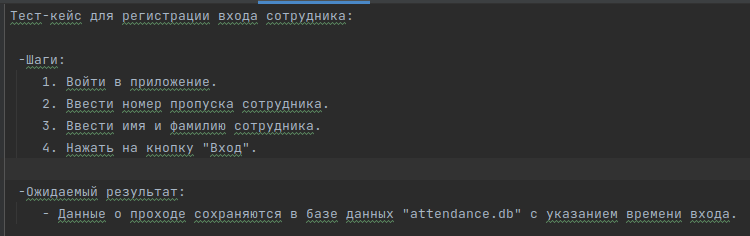 Тест-кейс для регистрации входа сотрудника:
-Шаги:
1. Войти в приложение.
2. Ввести номер пропуска сотрудника.
3. Ввести имя и фамилию сотрудника.
4. Нажать на кнопку "Вход".
-Ожидаемый результат:
- Данные о проходе сохраняются в базе данных "attendance.db" с указанием времени входа.